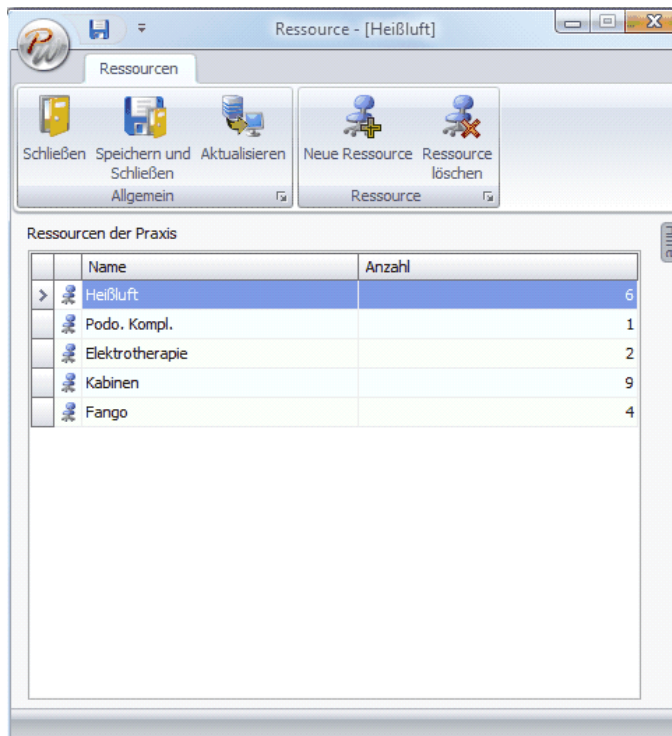 Ressource - [Heißluft]
Ressourcen
Schließen
Speichern und
Schließen
Aktualisieren
Neue Ressource
Ressource
löschen
Allgemein
Ressource
Ressourcen der Praxis
Hilfe
Name Anzahl
Heißluft 6
Podo. Kompl. 1
Elektrotherapie 2
Kabinen 9
Fango 4